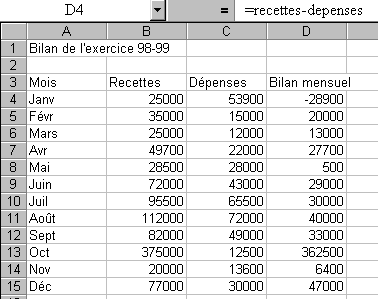 D4 = =recettes-depenses
A B C D
1 Bilan de l'exercice 98-99
2
3 Mois Recettes Dépenses Bilan mensuel
4 Janv 25000 53900 -28900
5 Févr 35000 15000 20000
6 Mars 25000 12000 13000
7 Avr 49700 22000 27700
8 Mai 28500 28000 500
9 Juin 72000 43000 29000
10 Juil 95500 65500 30000
11 Août 112000 72000 40000
12 Sept 82000 49000 33000
13 Oct 375000 12500 362500
14 Nov 20000 13600 6400
15 Déc 77000 30000 47000